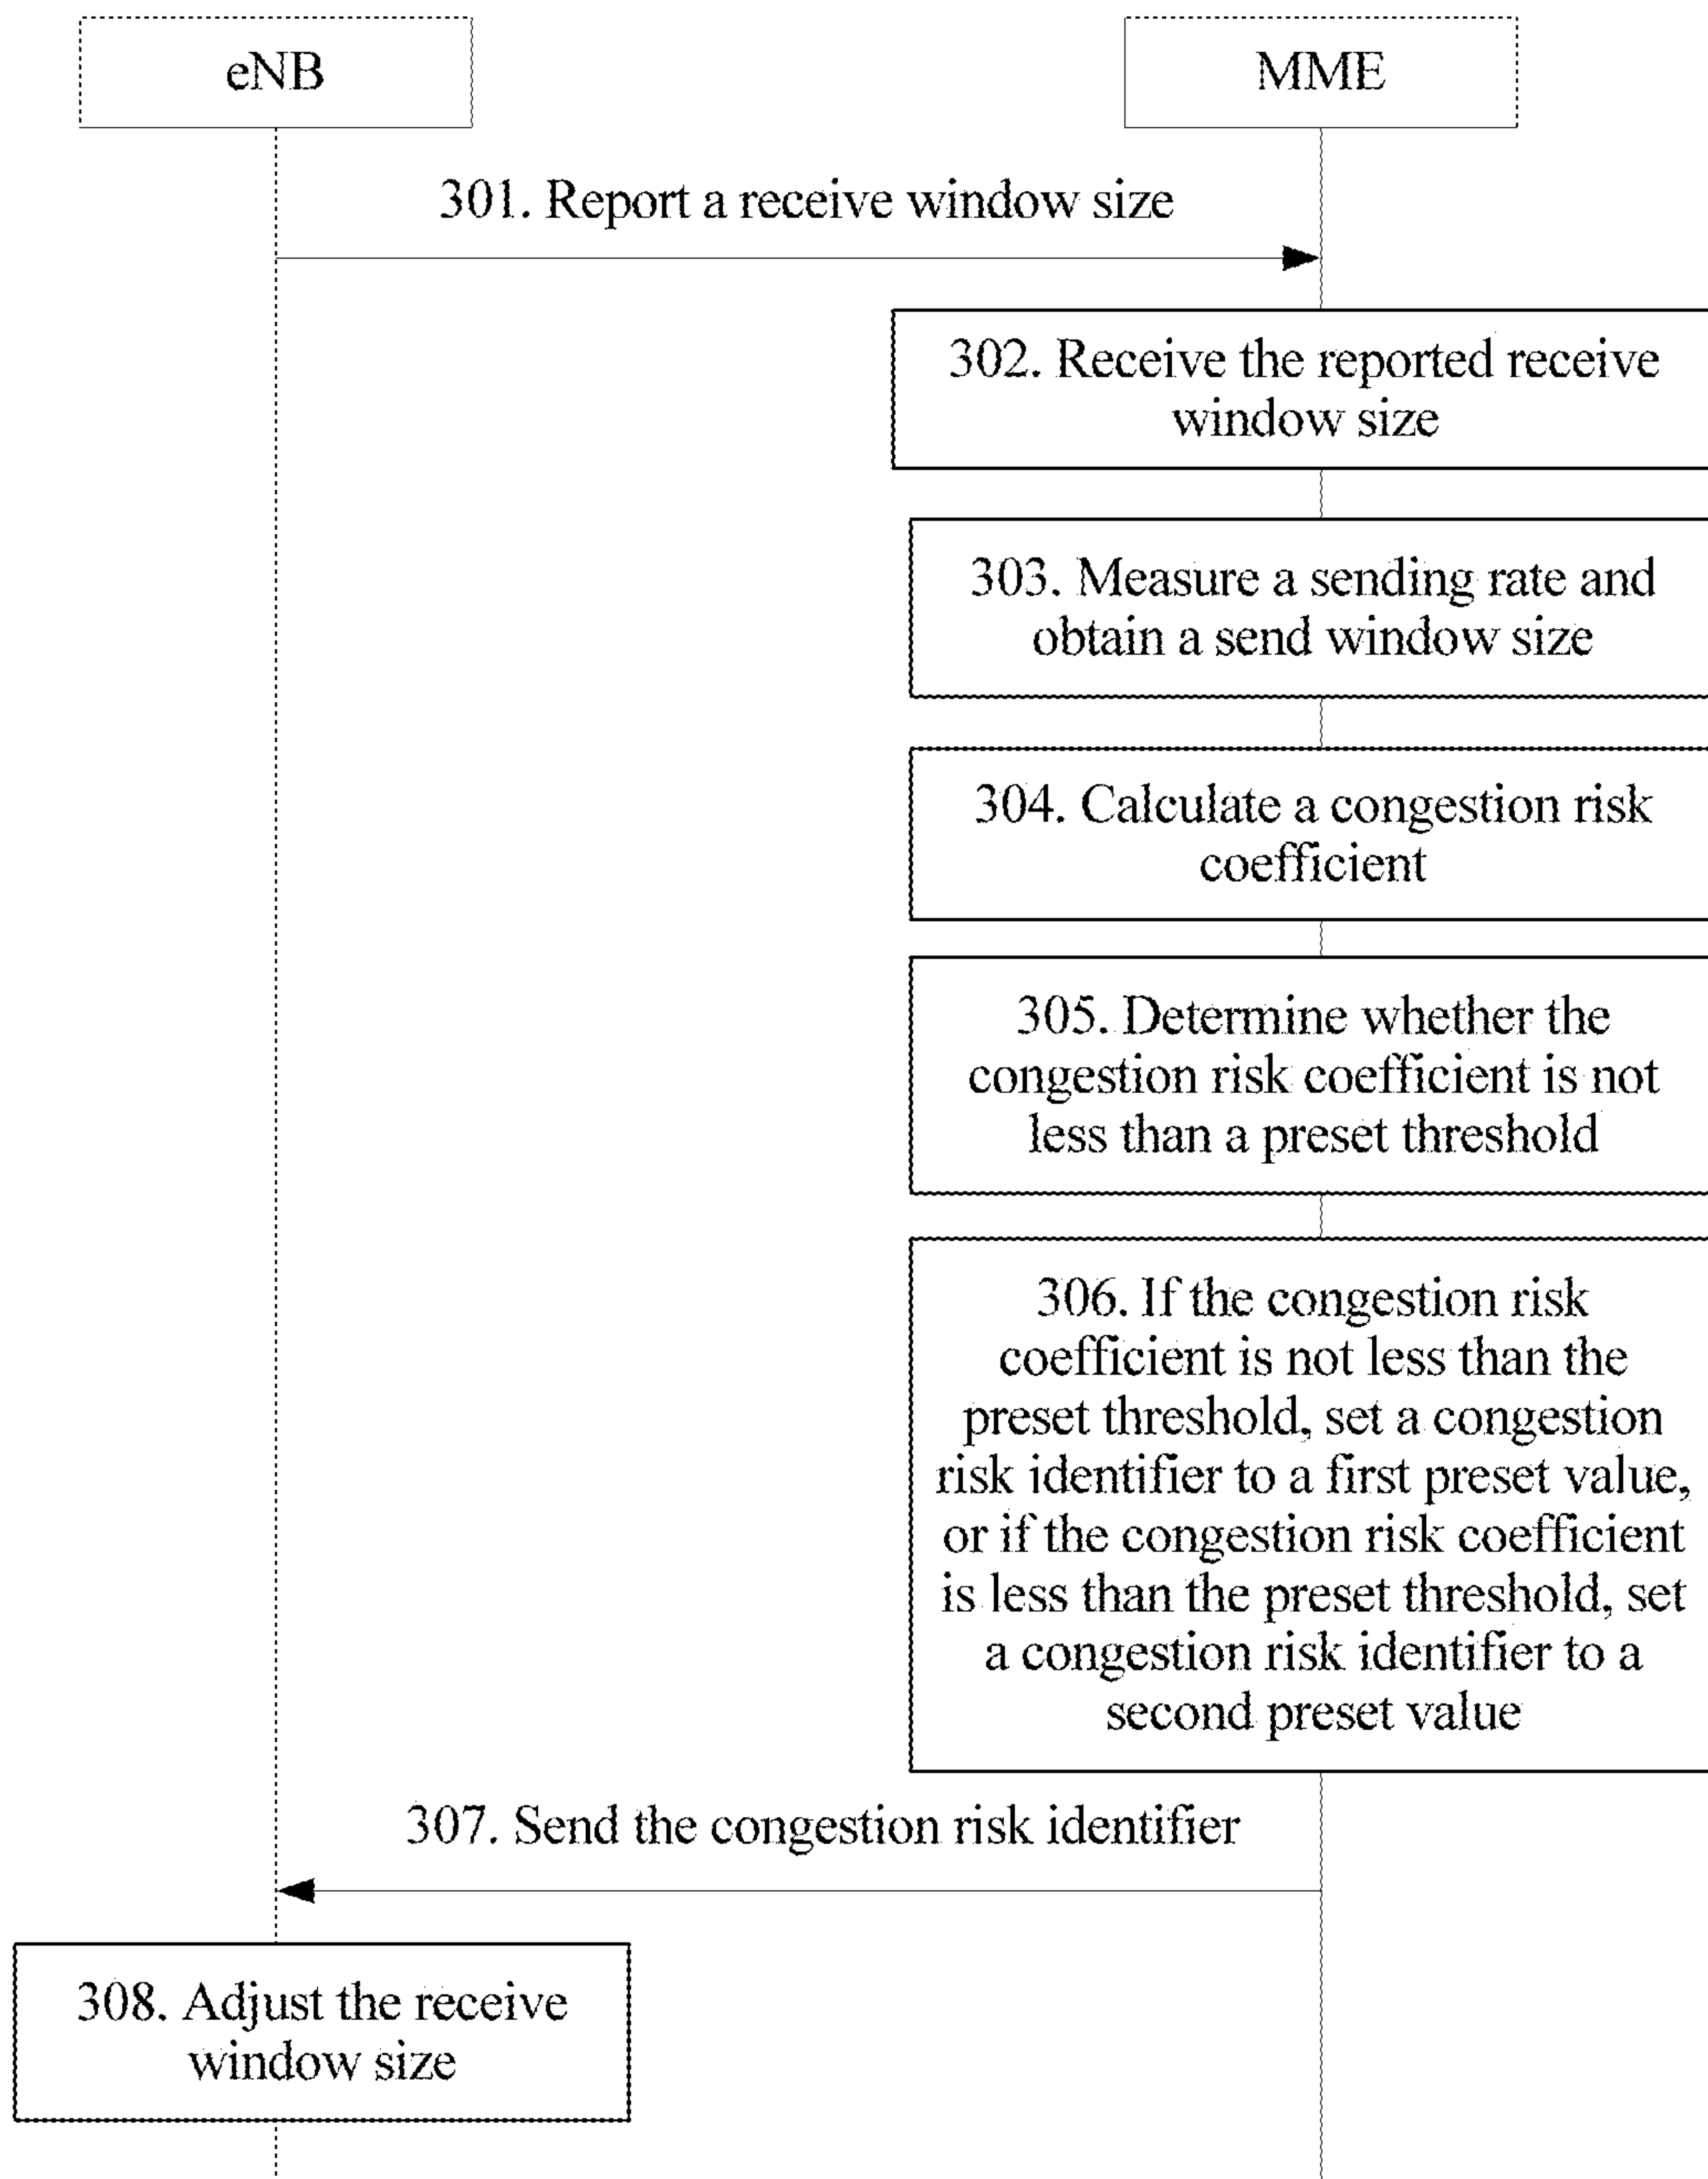 eNB
MME
301. Report a receive window size
302. Receive the reported receive
window size
303. Measure a sending rate and
obtain a send window size
304. Calculate a congestion risk
coefficient
305. Determine whether the
congestion risk coefficient is not
less than a preset threshold
306. If the congestion risk
coefficient is not less than the
preset threshold, set a congestion
risk identifier to a first preset value,
or if the congestion risk coefficient
is less than the preset threshold, set
a congestion risk identifier to a
second preset value
307. Send the congestion risk identifier
308. Adjust the receive
window size